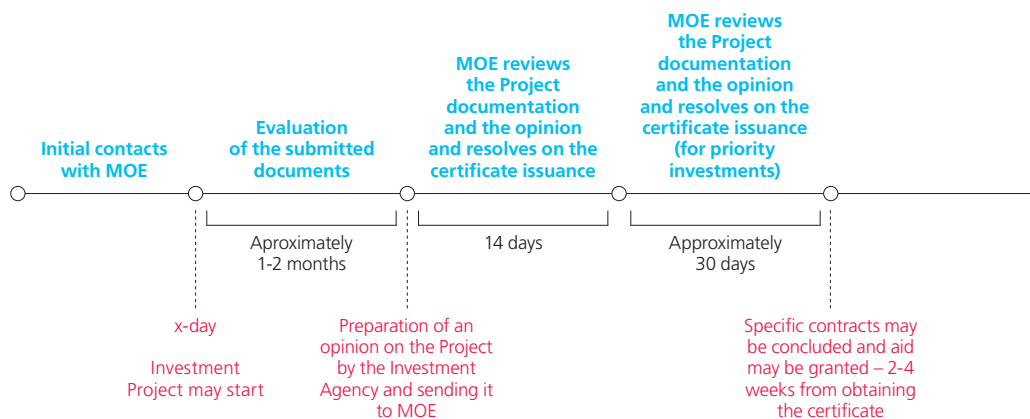 Initial contacts
with MOE
Evaluation
of the submitted
documents
MOE reviews
the Project
documentation
and the opinion
and resolves on the
certificate issuance
MOE reviews
the Project
documentation
and the opinion
and resolves on the
certificate issuance
(for priority
investments)
Aproximately
1-2 months
14 days
Approximately
30 days
x-day
Investment
Project may start
Preparation of an
opinion on the Project
by the Investment
Agency and sending it
to MOE
Specific contracts may
be concluded and aid
may be granted – 2-4
weeks from obtaining
the certificate